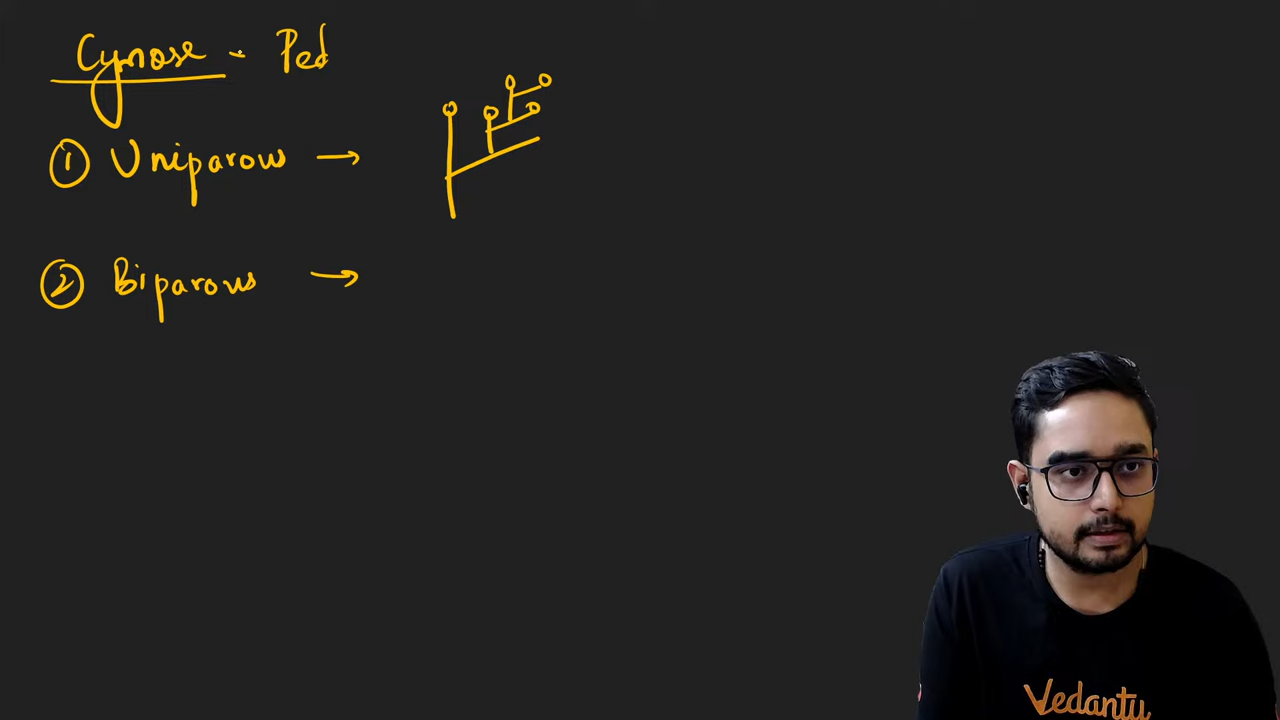 Cymose - Ped
① Uniparous →
② Biparous →
Vedantu